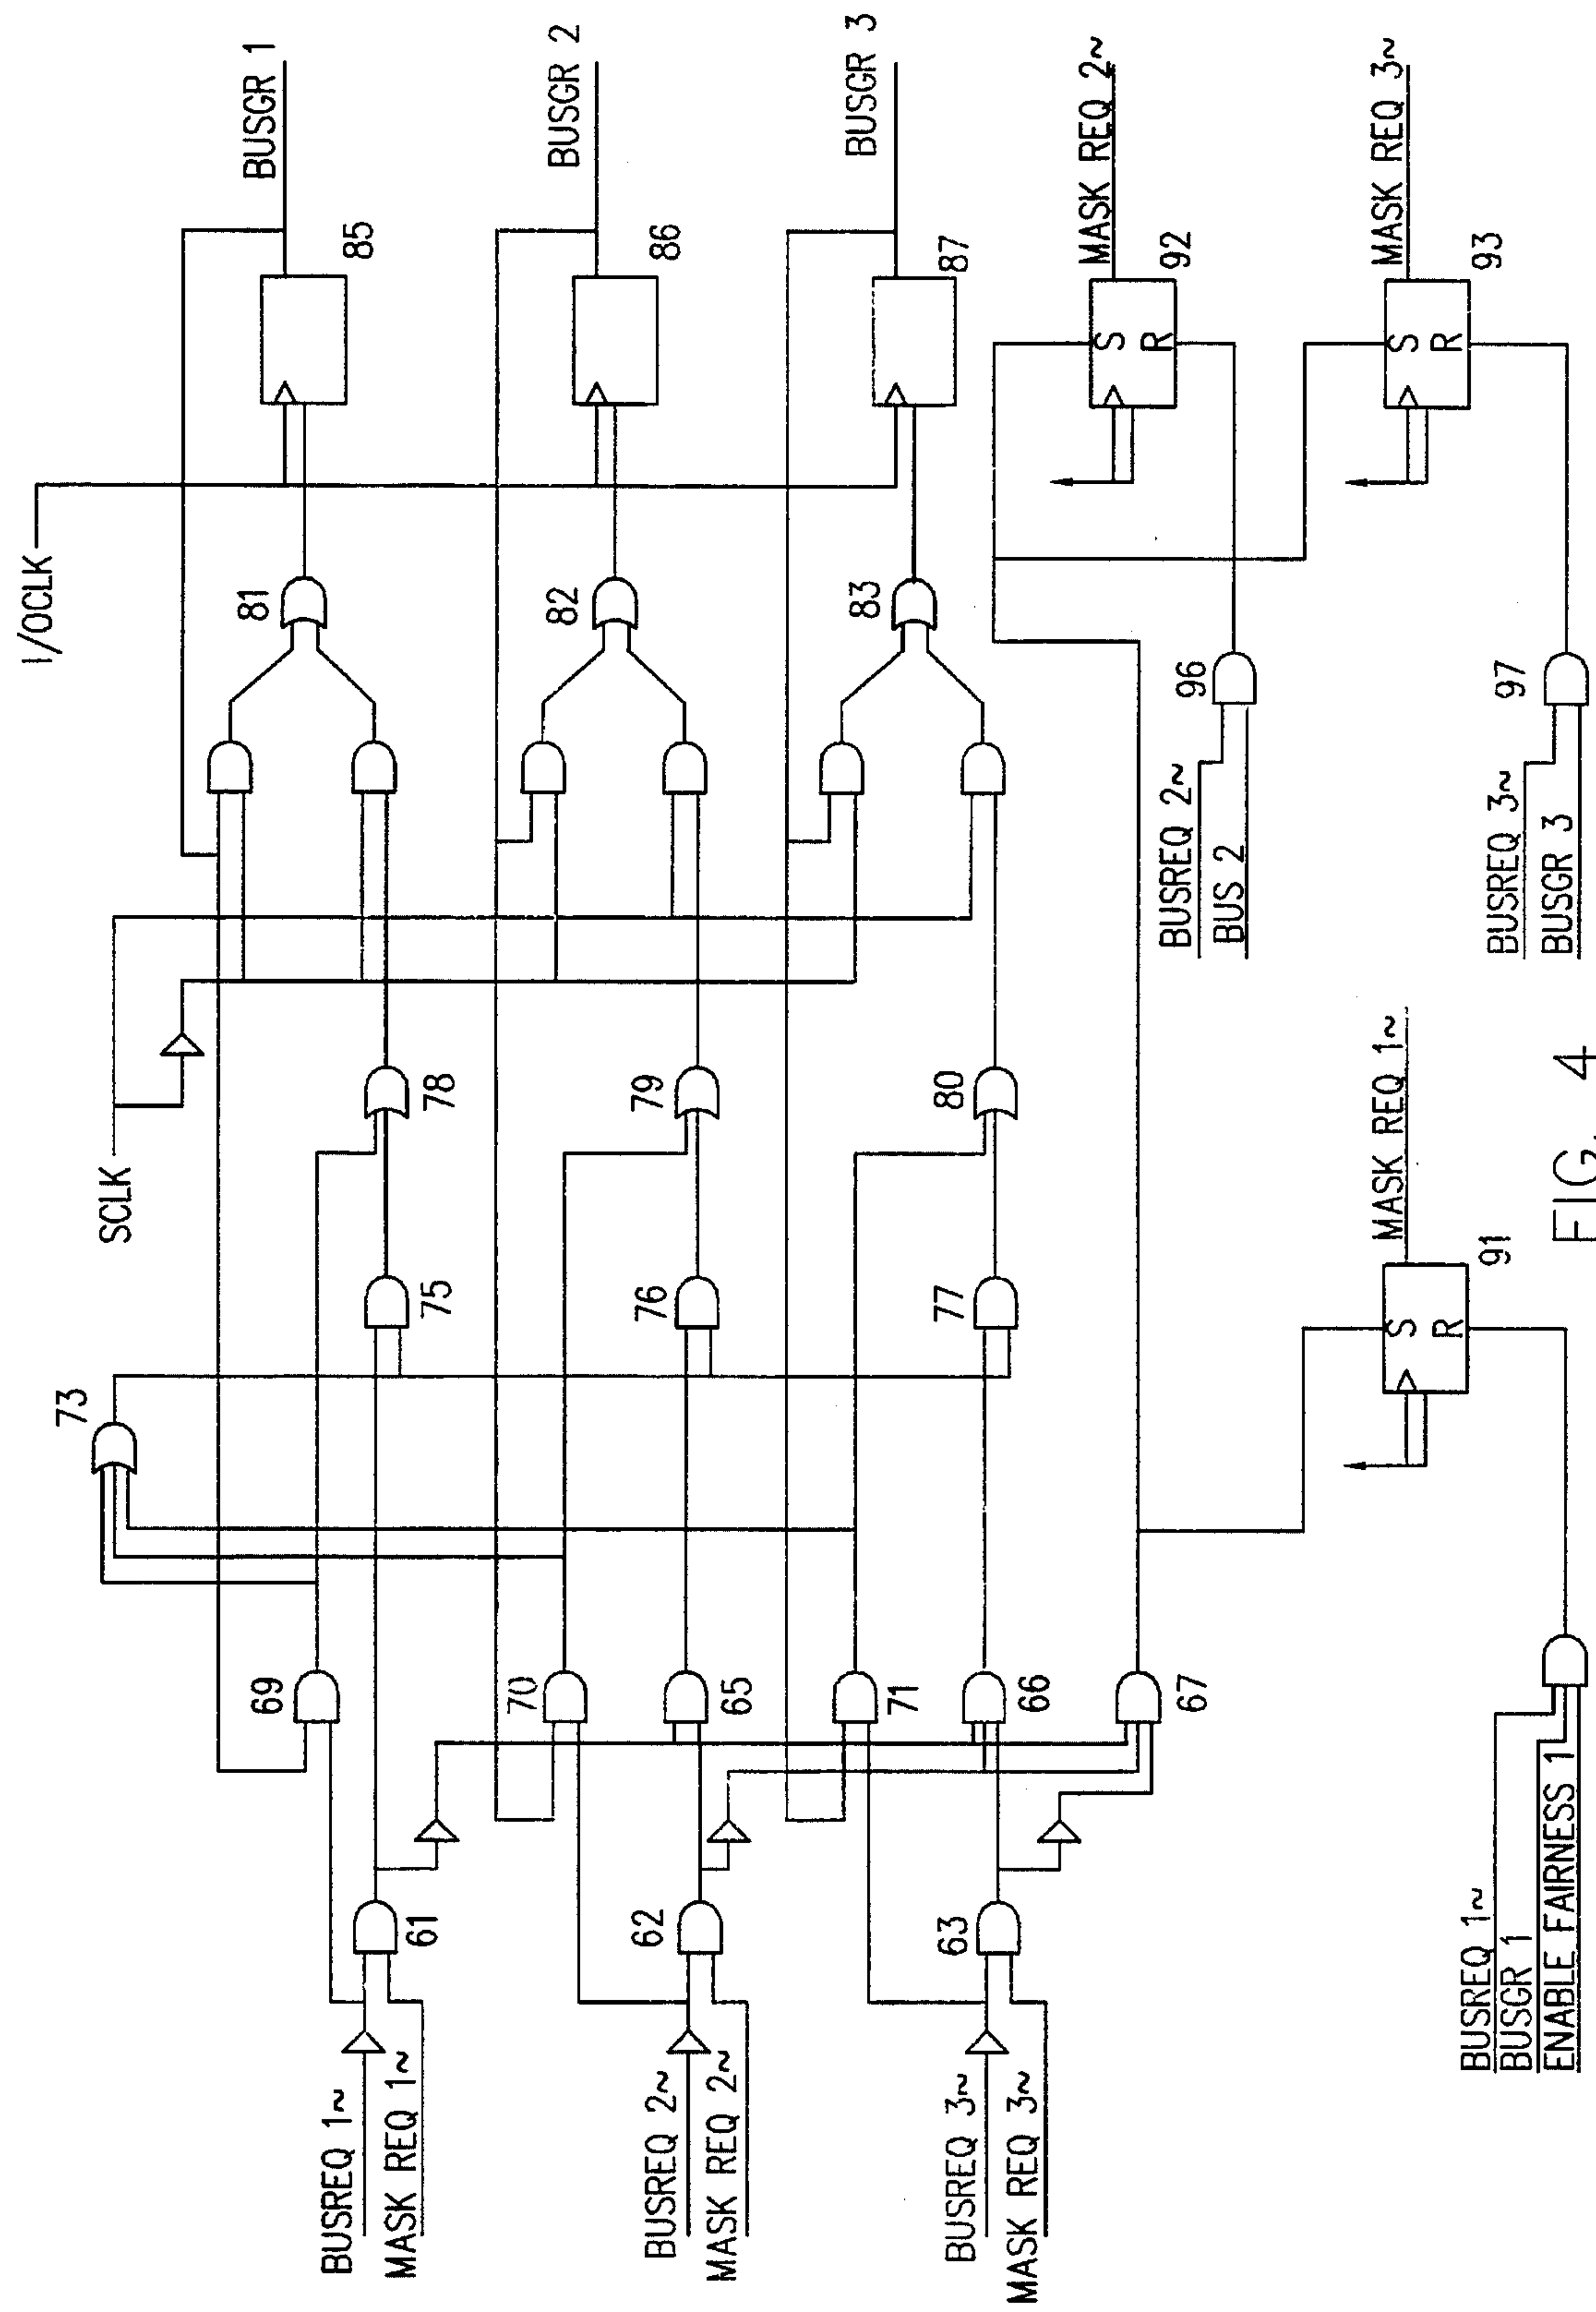 I/OCLK
SCLK
73
BUSGR 1
81
85
69
75
78
BUSREQ 1~
MASK REQ 1~
61
BUSGR 2
82
86
70
65
76
79
BUSREQ 2~
MASK REQ 2~
62
BUSGR 3
83
87
71
66
77
80
BUSREQ 3~
MASK REQ 3~
63
67
S
R
MASK REQ 2~
92
BUSREQ 2~
BUS 2
96
S
R
MASK REQ 3~
93
BUSREQ 3~
BUSGR 3
97
S
R
MASK REQ 1~
91
BUSREQ 1~
BUSGR 1
ENABLE FAIRNESS 1
FIG. 4